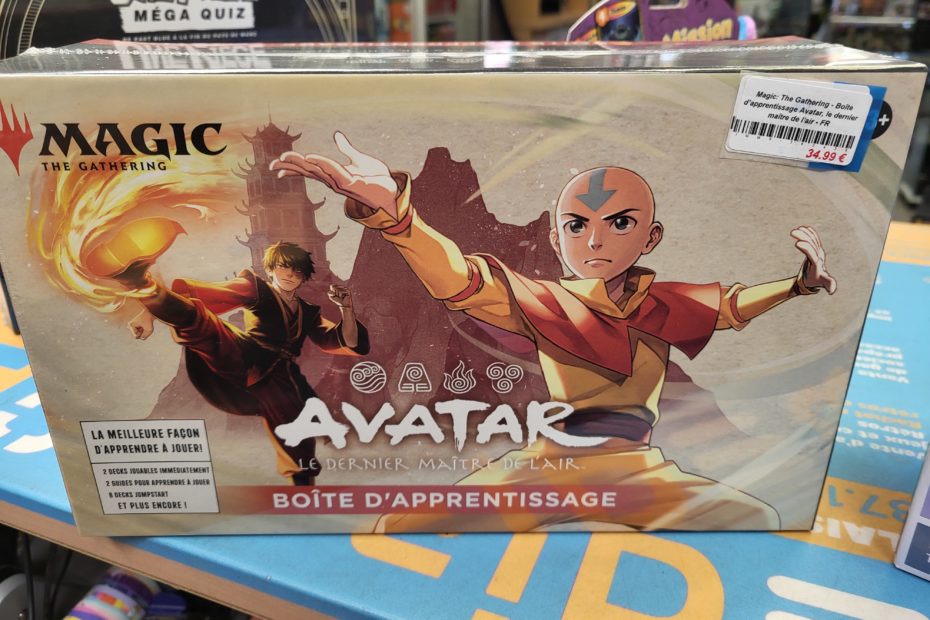 MÉGA QUIZ
Mission
MAGIC
THE GATHERING
Magic: The Gathering - Boîte
d'apprentissage Avatar, le dernier
maître de l'air - FR
34.99 €
+
LA MEILLEURE FAÇON
D'APPRENDRE À JOUER!
2 DECKS JOUABLES IMMÉDIATEMENT
2 GUIDES POUR APPRENDRE À JOUER
8 DECKS JUMPSTART
ET PLUS ENCORE !
AVATAR
LE DERNIER MAÎTRE DE L'AIR
BOÎTE D'APPRENTISSAGE